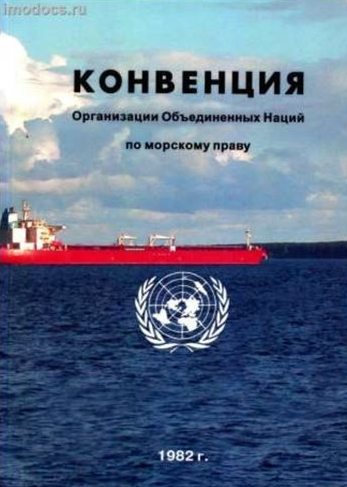 imodocs.ru
КОНВЕНЦИЯ
Организации Объединенных Наций
по морскому праву
1982 г.